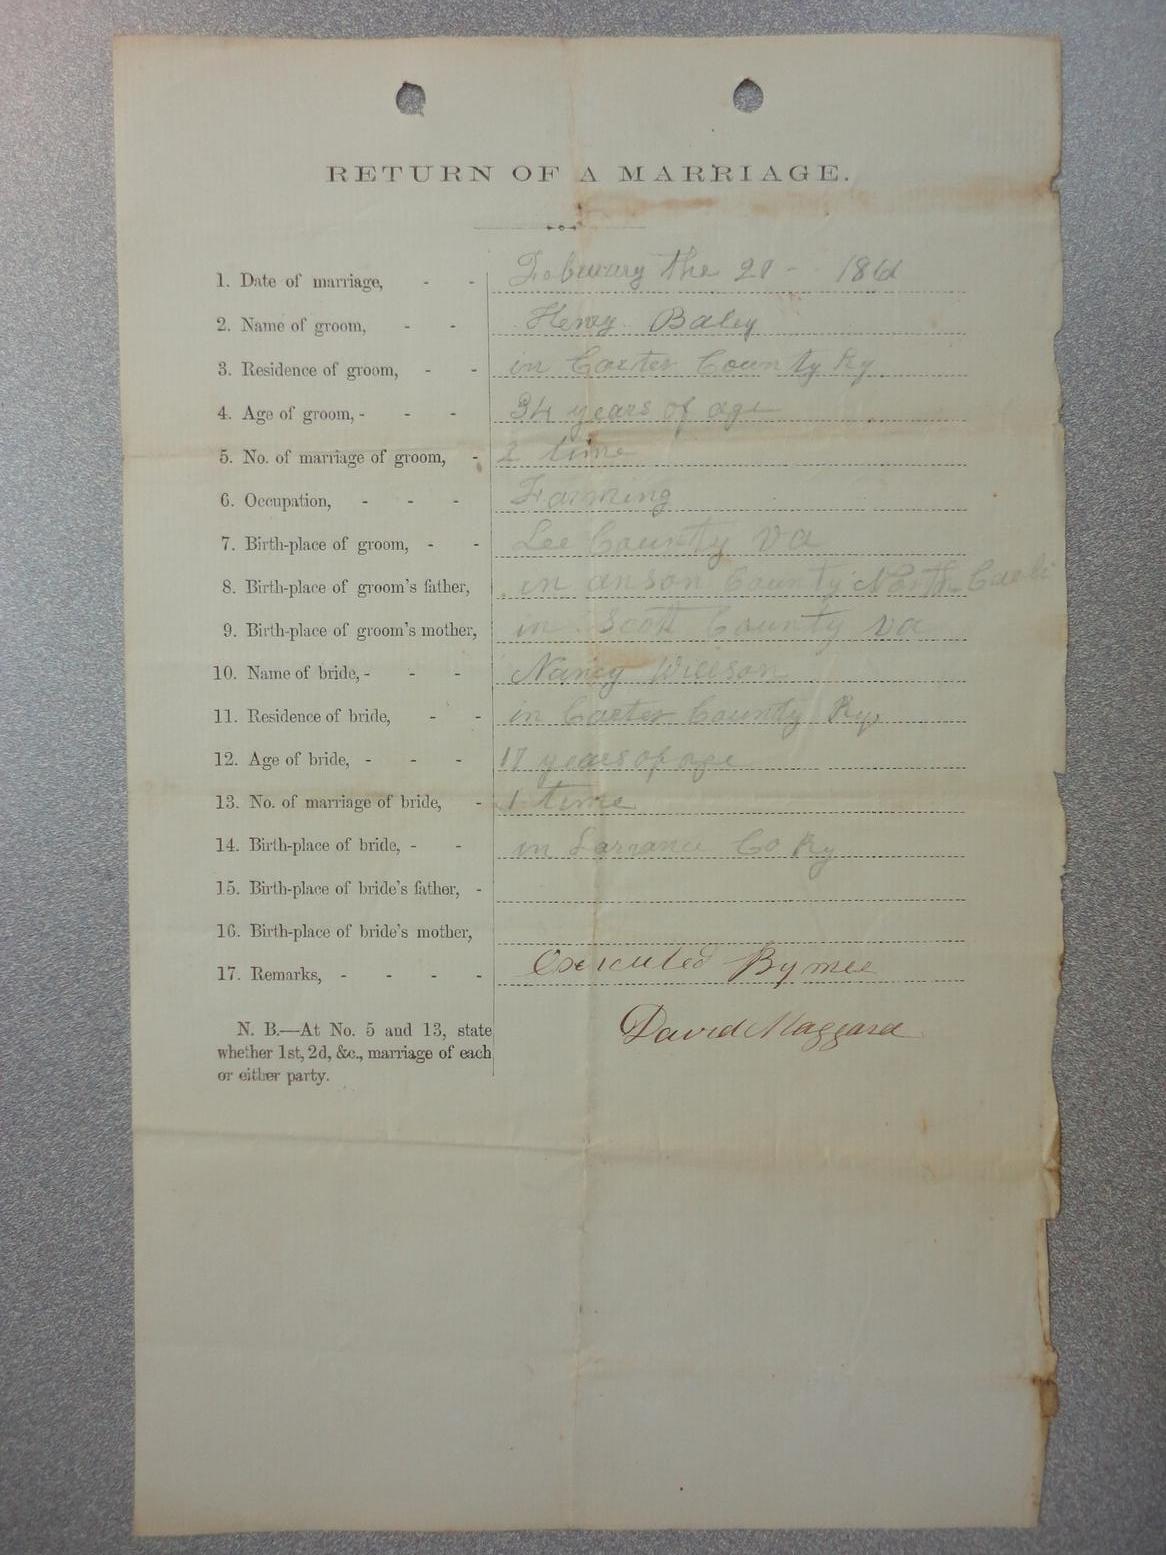 RETURN OF A MARRIAGE.
1. Date of marriage, - - Febuary the 20 - 1861
2. Name of groom, - - Henry Baley
3. Residence of groom, - - in Carter County Ky
4. Age of groom, - - - 34 years of age
5. No. of marriage of groom, - 2 time
6. Occupation, - - - Farming
7. Birth-place of groom, - - Lee County Va
8. Birth-place of groom's father, in anson County North
9. Birth-place of groom's mother, in Scott County va
10. Name of bride, - - - Nancy Willson
11. Residence of bride, - - in Carter County Ky,
12. Age of bride, - - - years of age
13. No. of marriage of bride, - 1 time
14. Birth-place of bride, - - in Larrance Co Ky
15. Birth-place of bride's father, -
16. Birth-place of bride's mother,
17. Remarks, - - - - Executed By mee
David Maggard
N. B.—At No. 5 and 13, state
whether 1st, 2d, &c., marriage of each
or either party.